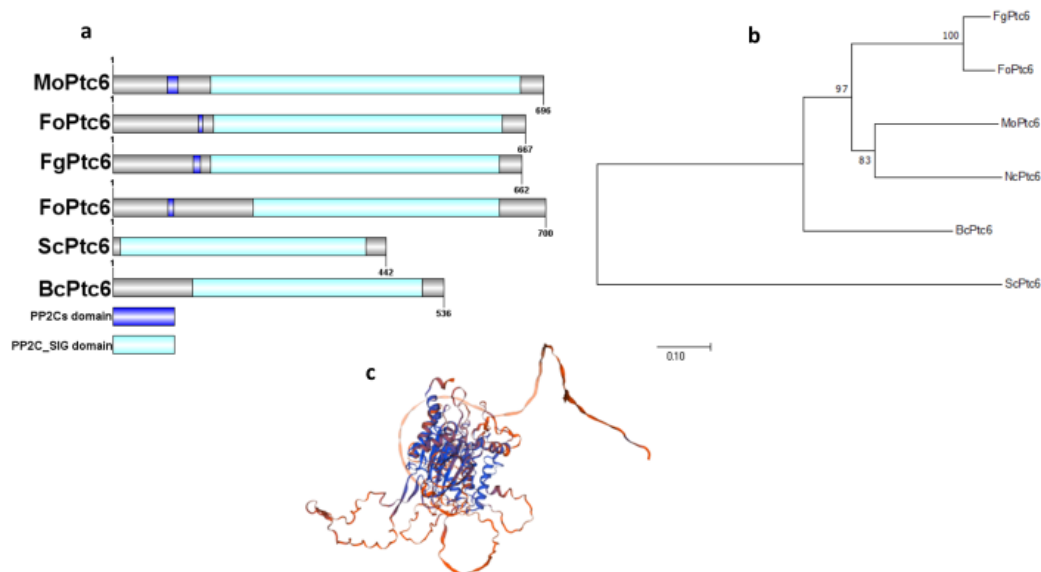 a
1
MoPtc6
696
1
FoPtc6
667
1
FgPtc6
662
1
FoPtc6
700
1
ScPtc6
442
1
BcPtc6
536
PP2Cs domain
PP2C_SIG domain
b
FgPtc6
100
FoPtc6
97
MoPtc6
83
NcPtc6
BcPtc6
ScPtc6
0.10
c